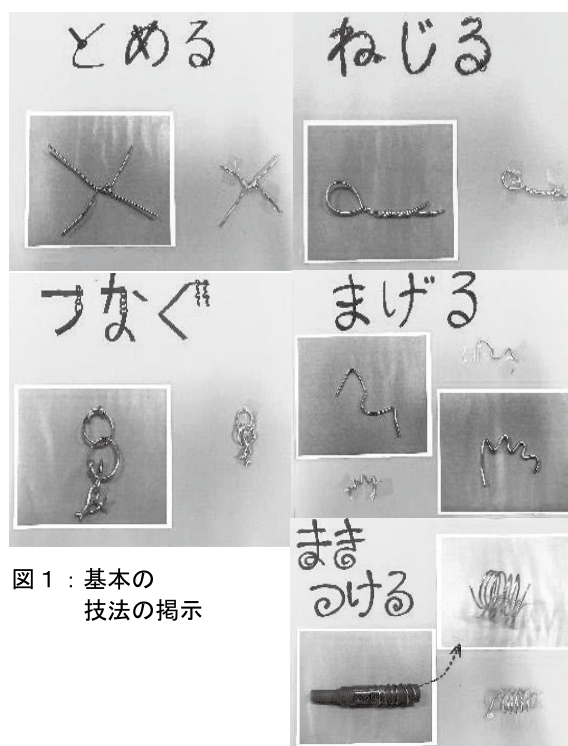 とめる
ねじる
つなぐ
まげる
まき
つける
図1：基本の
技法の掲示